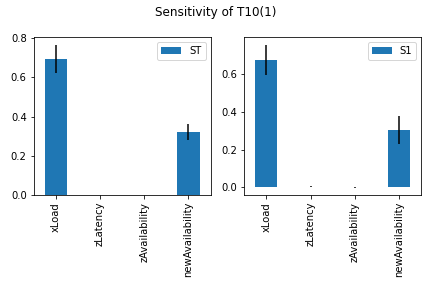 Sensitivity of T10(1)
0.8
0.6
0.4
0.2
0.0
ST
xLoad
zLatency
zAvailability
newAvailability
0.6
0.4
0.2
0.0
S1
xLoad
zLatency
zAvailability
newAvailability